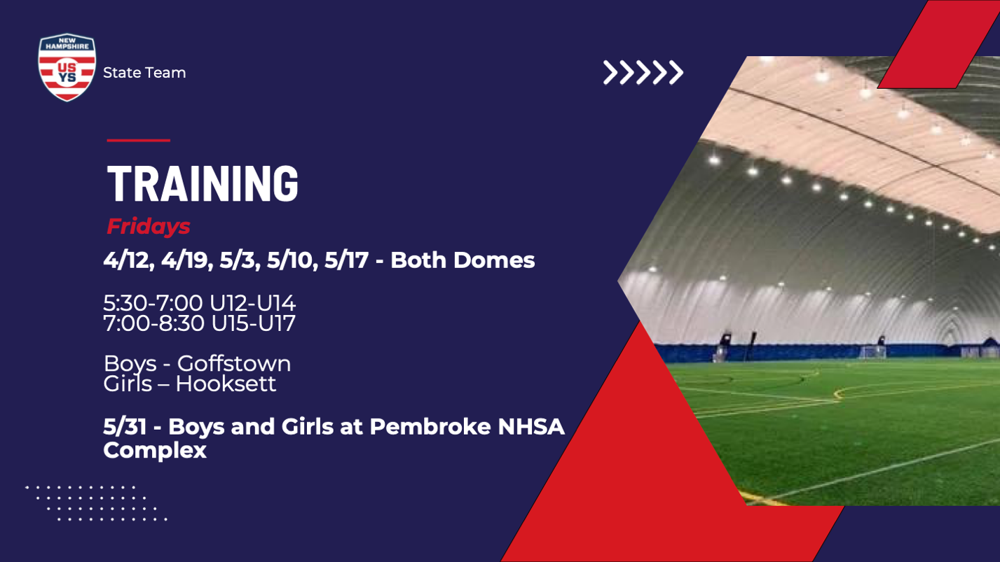 NEW
HAMPSHIRE
US
YS
State Team
TRAINING
Fridays
4/12, 4/19, 5/3, 5/10, 5/17 - Both Domes
5:30-7:00 U12-U14
7:00-8:30 U15-U17
Boys - Goffstown
Girls – Hooksett
5/31 - Boys and Girls at Pembroke NHSA
Complex